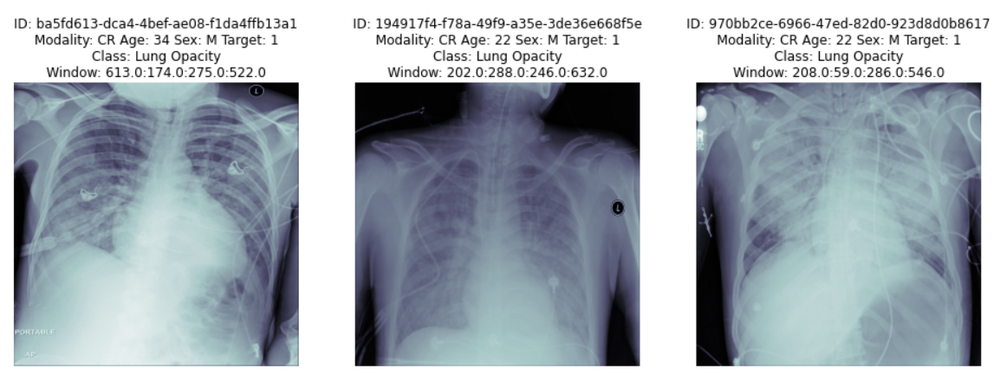 ID: ba5fd613-dca4-4bef-ae08-f1da4ffb13a1
Modality: CR Age: 34 Sex: M Target: 1
Class: Lung Opacity
Window: 613.0:174.0:275.0:522.0
L
PORTABLE
AP
ID: 194917f4-f78a-49f9-a35e-3de36e668f5e
Modality: CR Age: 22 Sex: M Target: 1
Class: Lung Opacity
Window: 202.0:288.0:246.0:632.0
L
ID: 970bb2ce-6966-47ed-82d0-923d8d0b8617
Modality: CR Age: 22 Sex: M Target: 1
Class: Lung Opacity
Window: 208.0:59.0:286.0:546.0
R